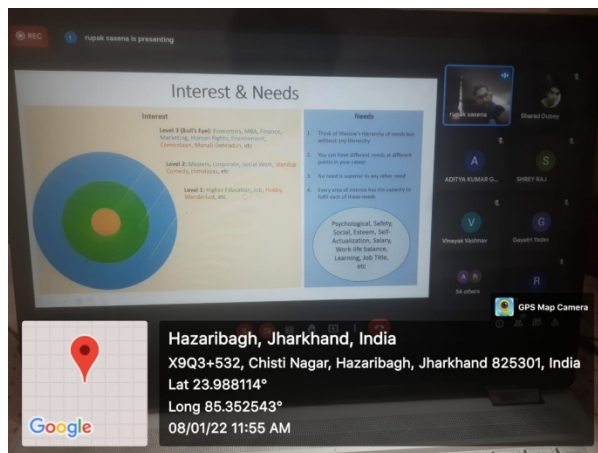 REC
rupak saxena is presenting
Interest & Needs
Interest
Level 3 (Bull's Eye): Economics, MBA, Finance,
Marketing, Human Rights, Environment,
Comedian, Manali-Dehradun, etc
Level 2: Masters, Corporate, Social Work, Standup
Comedy, Himalayas, etc
Level 1: Higher Education, Job, Hobby,
Wanderlust, etc
Needs
1. Think of Maslow's Hierarchy of needs but
without any Hierarchy
2. You can have different needs at different
points in your career
3. No need is superior to any other need
4. Every area of interest has the capacity to
fulfil each of these needs
Psychological, Safety,
Social, Esteem, Self-
Actualization, Salary,
Work-life balance,
Learning, Job Title,
etc
rupak saxena
Sharad Dubey
A
ADITYA KUMAR G...
S
SHREY RAJ
V
Vinayak Vashnav
G
Gayatri Yadav
A R
54 others
R
GPS Map Camera
Google
Hazaribagh, Jharkhand, India
X9Q3+532, Chisti Nagar, Hazaribagh, Jharkhand 825301, India
Lat 23.988114°
Long 85.352543°
08/01/22 11:55 AM